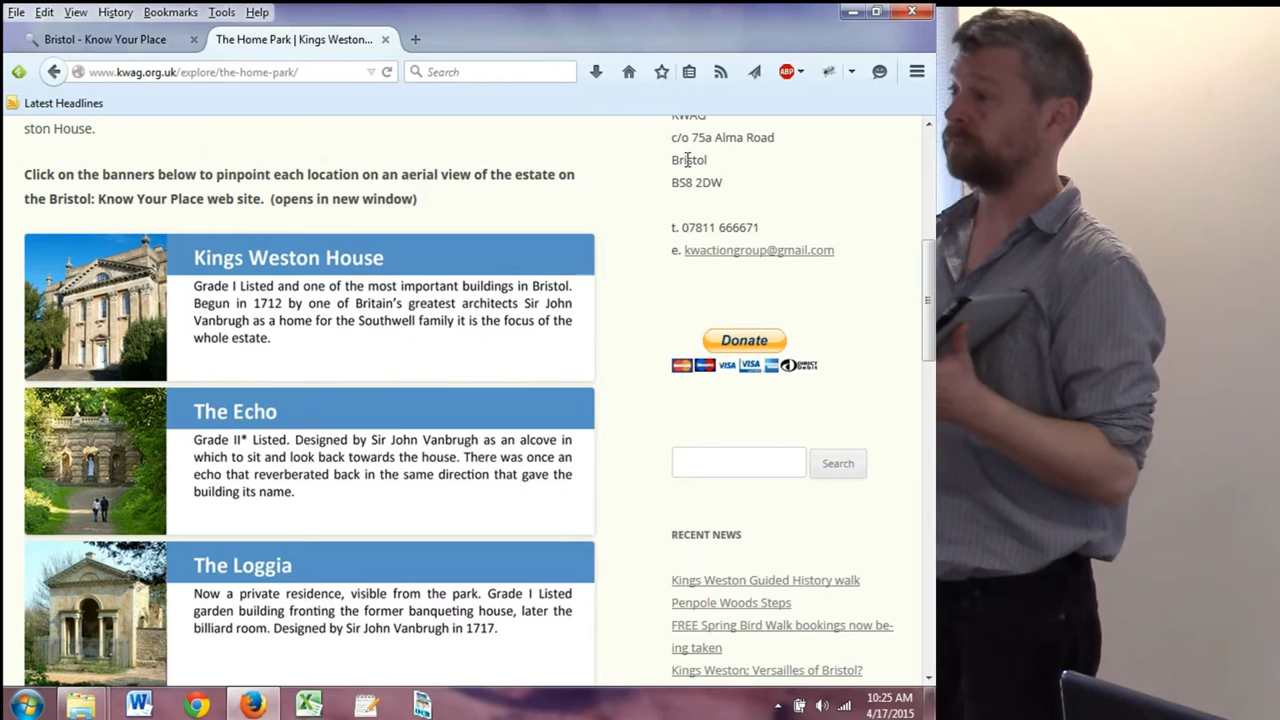 File Edit View History Bookmarks Tools Help
Bristol - Know Your Place
The Home Park | Kings Weston...
www.kwag.org.uk/explore/the-home-park/
Search
ABP
Latest Headlines
ston House.
Click on the banners below to pinpoint each location on an aerial view of the estate on
the Bristol: Know Your Place web site. (opens in new window)
Kings Weston House
Grade I Listed and one of the most important buildings in Bristol.
Begun in 1712 by one of Britain's greatest architects Sir John
Vanbrugh as a home for the Southwell family it is the focus of the
whole estate.
The Echo
Grade II* Listed. Designed by Sir John Vanbrugh as an alcove in
which to sit and look back towards the house. There was once an
echo that reverberated back in the same direction that gave the
building its name.
The Loggia
Now a private residence, visible from the park. Grade I Listed
garden building fronting the former banqueting house, later the
billiard room. Designed by Sir John Vanbrugh in 1717.
KWAG
c/o 75a Alma Road
Bristol
BS8 2DW
t. 07811 666671
e. kwactiongroup@gmail.com
Donate
VISA VISA DIRECT Debit
Search
RECENT NEWS
Kings Weston Guided History walk
Penpole Woods Steps
FREE Spring Bird Walk bookings now be-
ing taken
Kings Weston; Versailles of Bristol?
10:25 AM
4/17/2015